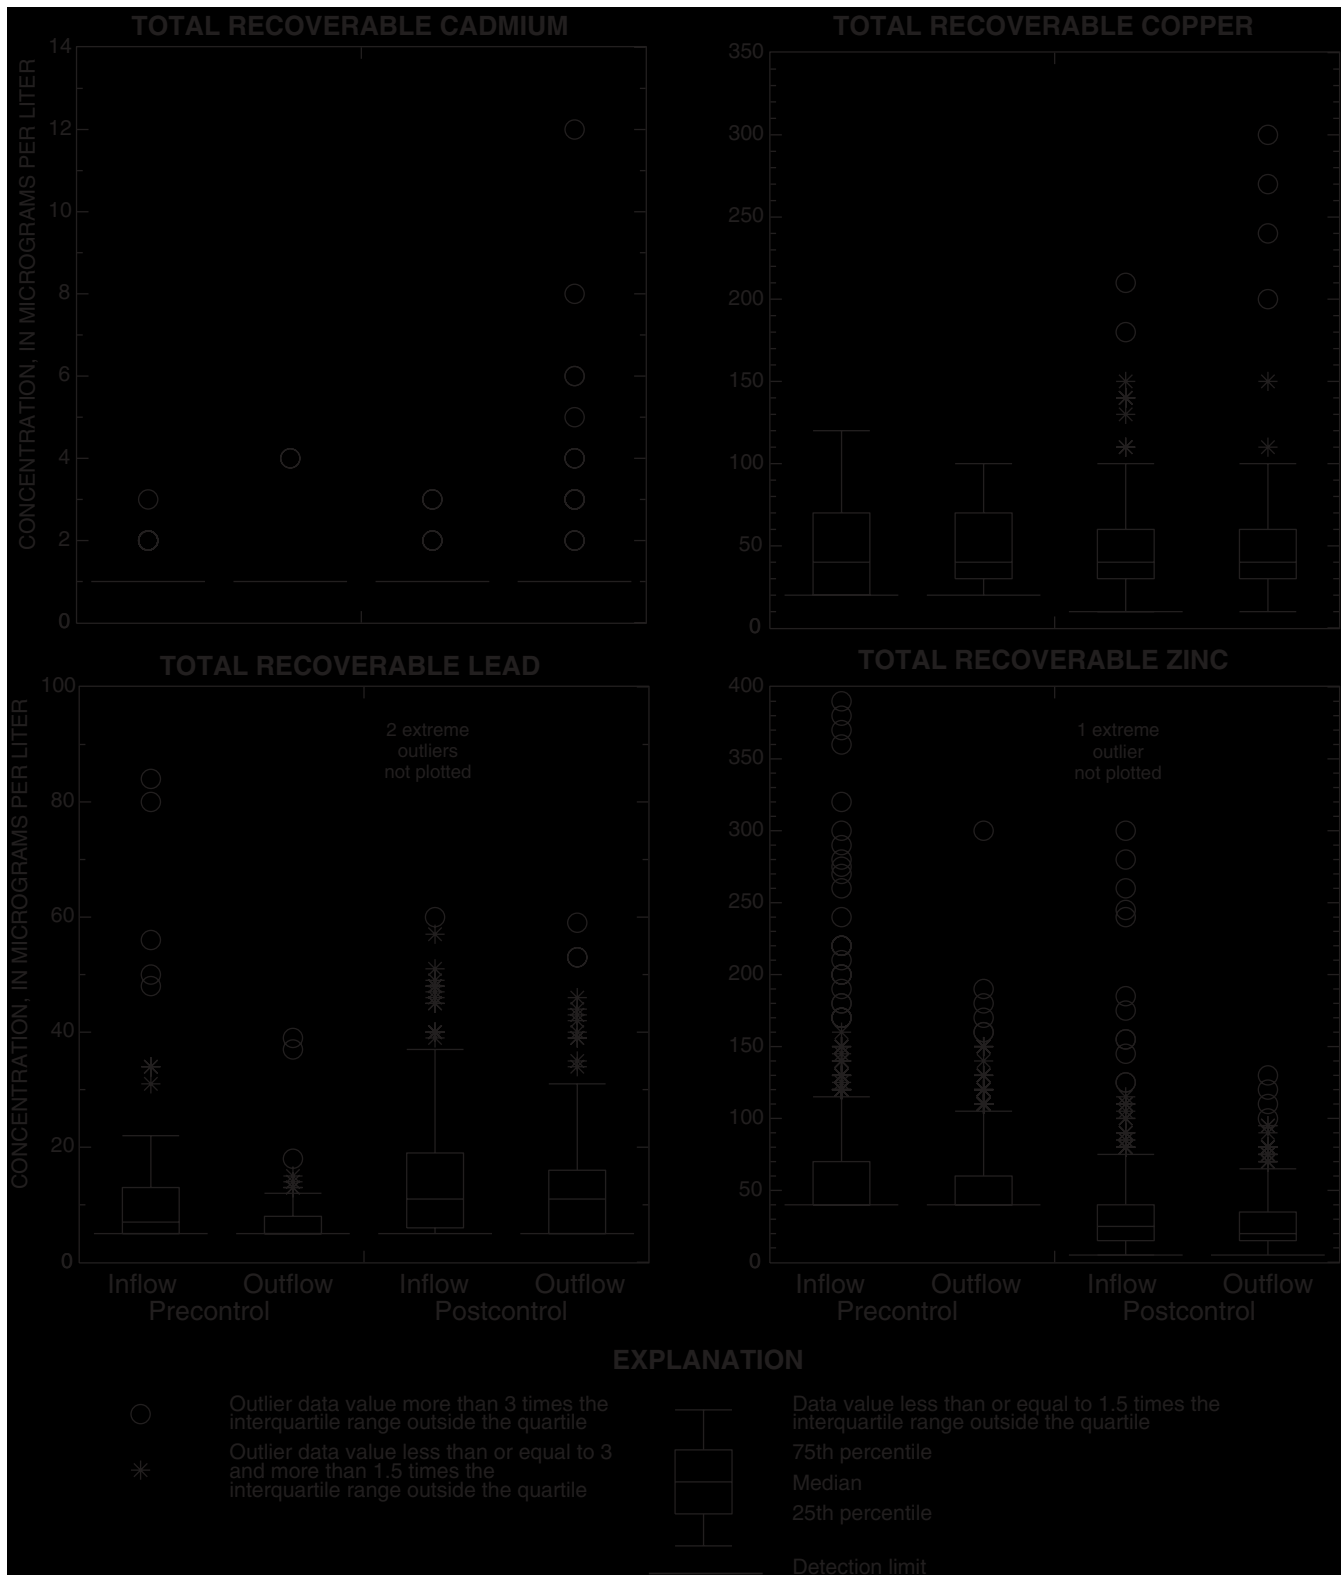 TOTAL RECOVERABLE CADMIUM
14
12
10
8
6
4
2
0
CONCENTRATION, IN MICROGRAMS PER LITER
TOTAL RECOVERABLE COPPER
350
300
250
200
150
100
50
0
TOTAL RECOVERABLE LEAD
100
80
60
40
20
0
CONCENTRATION, IN MICROGRAMS PER LITER
2 extreme
outliers
not plotted
Inflow Outflow Inflow Outflow
Precontrol Postcontrol
TOTAL RECOVERABLE ZINC
400
350
300
250
200
150
100
50
0
1 extreme
outlier
not plotted
Inflow Outflow Inflow Outflow
Precontrol Postcontrol
EXPLANATION
Outlier data value more than 3 times the
interquartile range outside the quartile
Outlier data value less than or equal to 3
and more than 1.5 times the
interquartile range outside the quartile
Data value less than or equal to 1.5 times the
interquartile range outside the quartile
75th percentile
Median
25th percentile
Detection limit